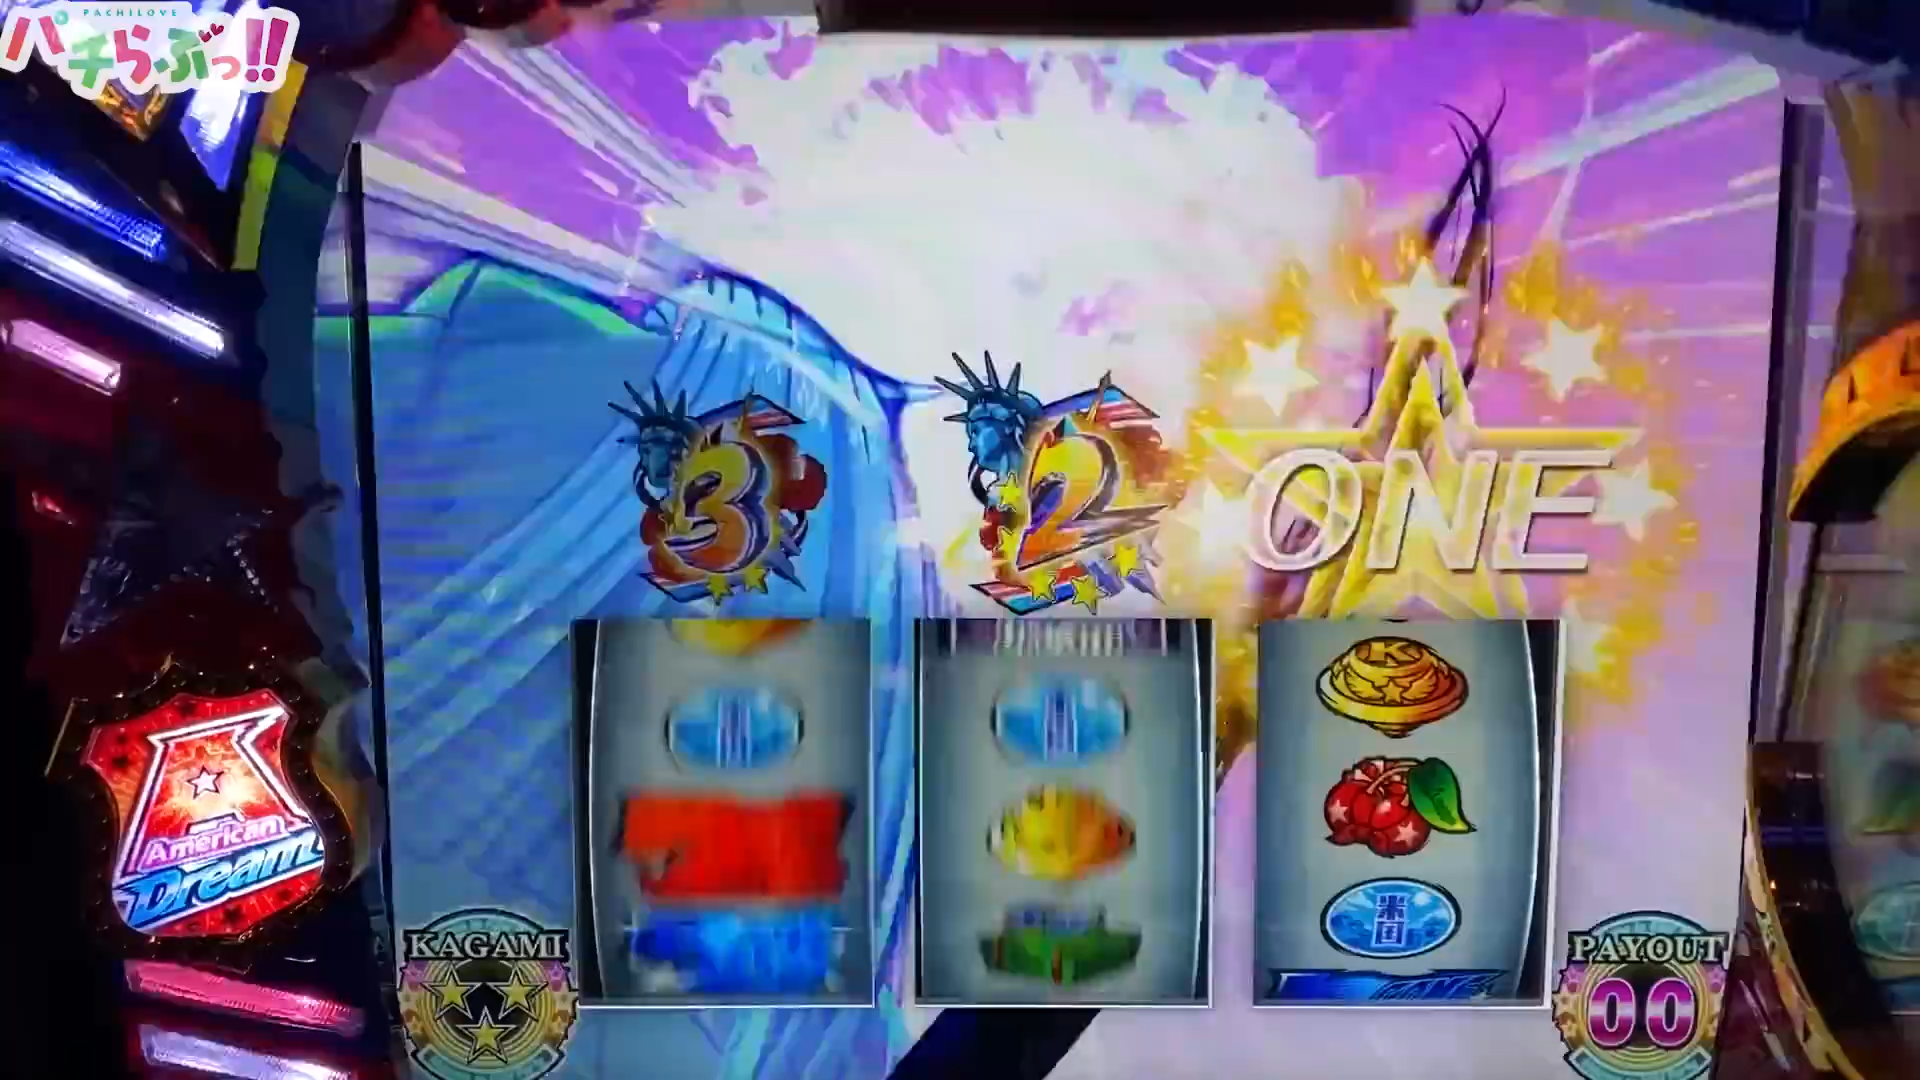 PACHILOVE
パチらぶっ!!
3
2
ONE
K
米国
American
Dream
KAGAMI
PAYOUT
00